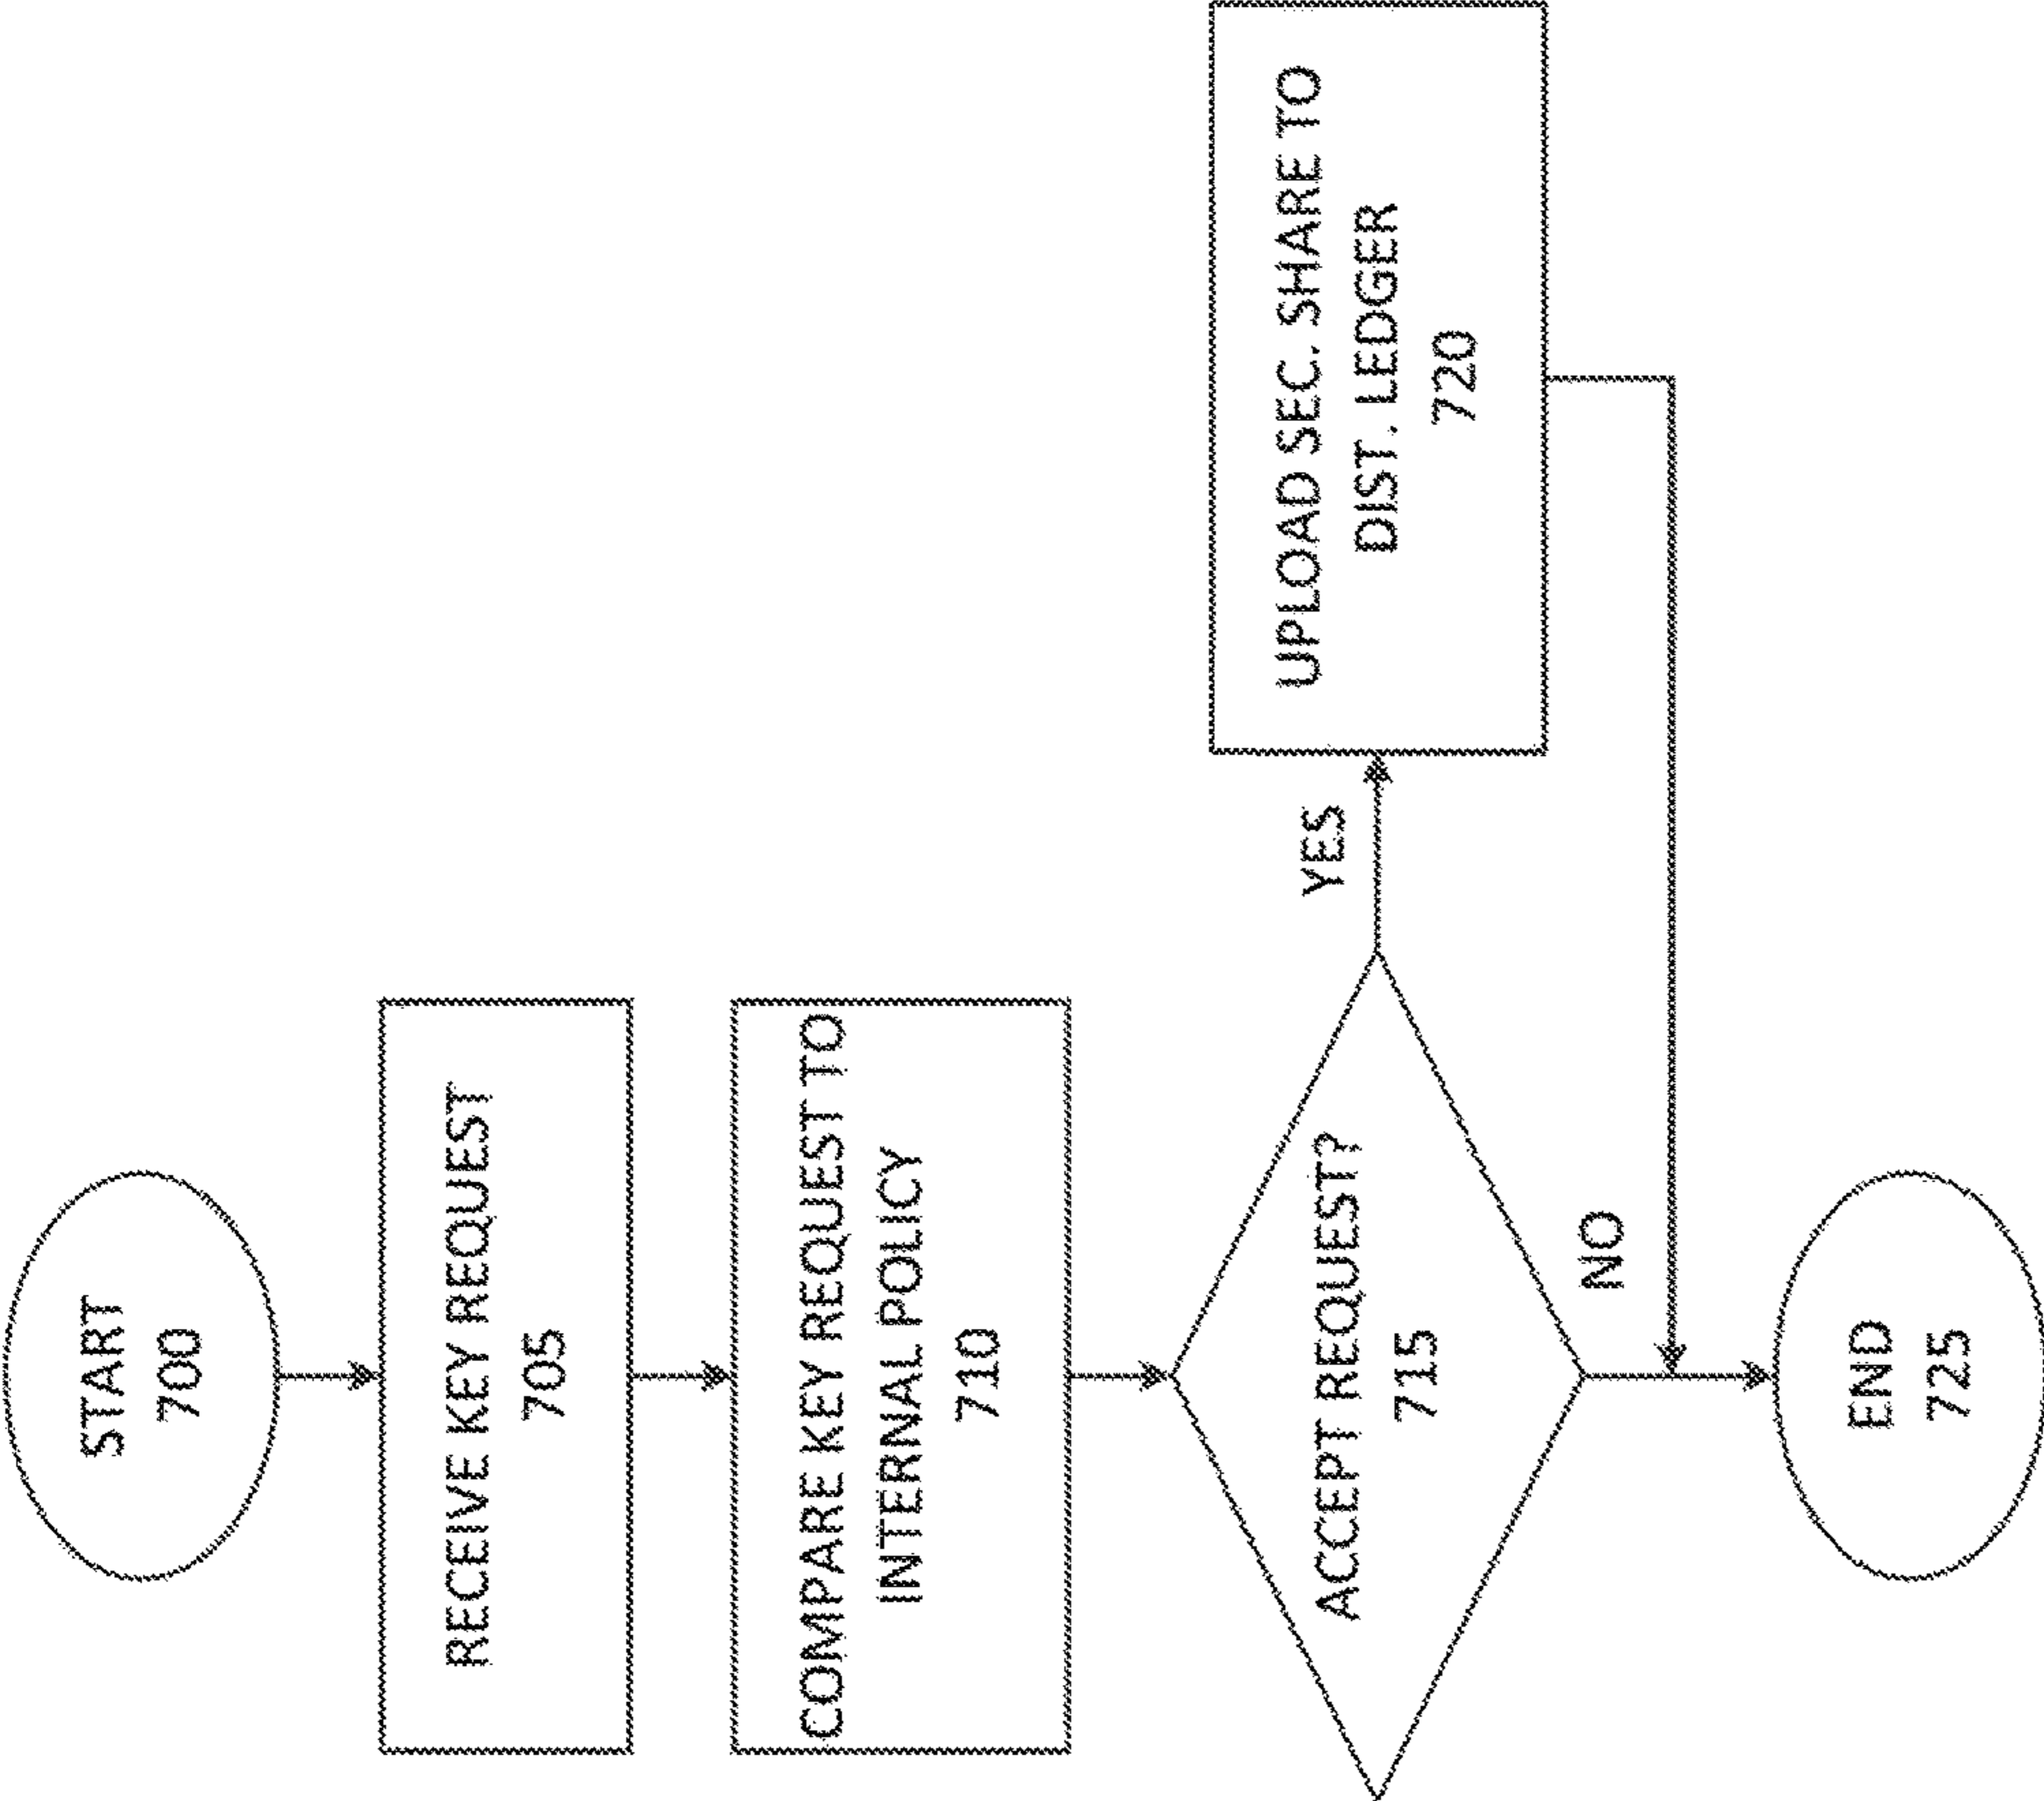 START
700
RECEIVE KEY REQUEST
705
COMPARE KEY REQUEST TO
INTERNAL POLICY
710
ACCEPT REQUEST?
715
YES
UPLOAD SEC. SHARE TO
DIST. LEDGER
720
NO
END
725